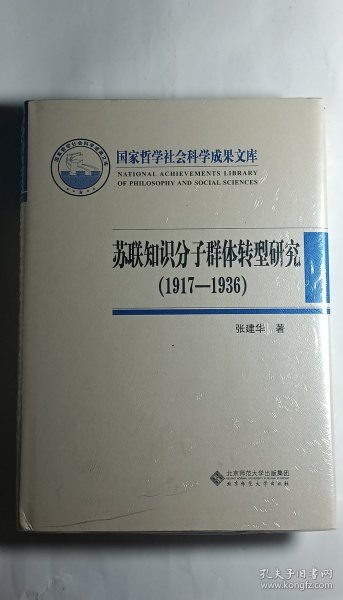 国家哲学社会科学成果文库
NATIONAL ACHIEVEMENTS LIBRARY
OF PHILOSOPHY AND SOCIAL SCIENCES
苏联知识分子群体转型研究
(1917—1936)
张建华 著
北京师范大学出版集团
北京师范大学出版社
孔夫子旧书网
www.kongfz.com